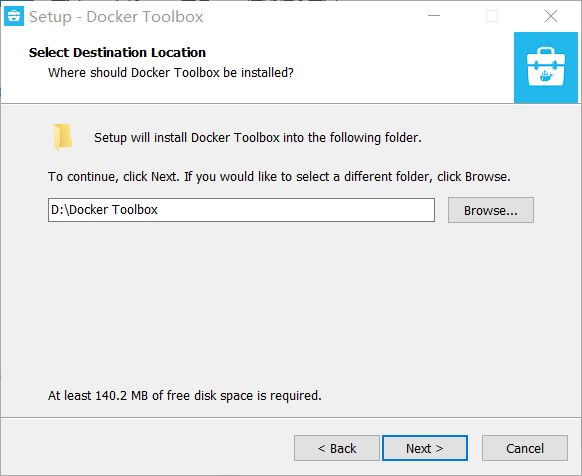 Setup - Docker Toolbox
Select Destination Location
Where should Docker Toolbox be installed?
Setup will install Docker Toolbox into the following folder.
To continue, click Next. If you would like to select a different folder, click Browse.
D:\Docker Toolbox
Browse...
At least 140.2 MB of free disk space is required.
< Back
Next >
Cancel